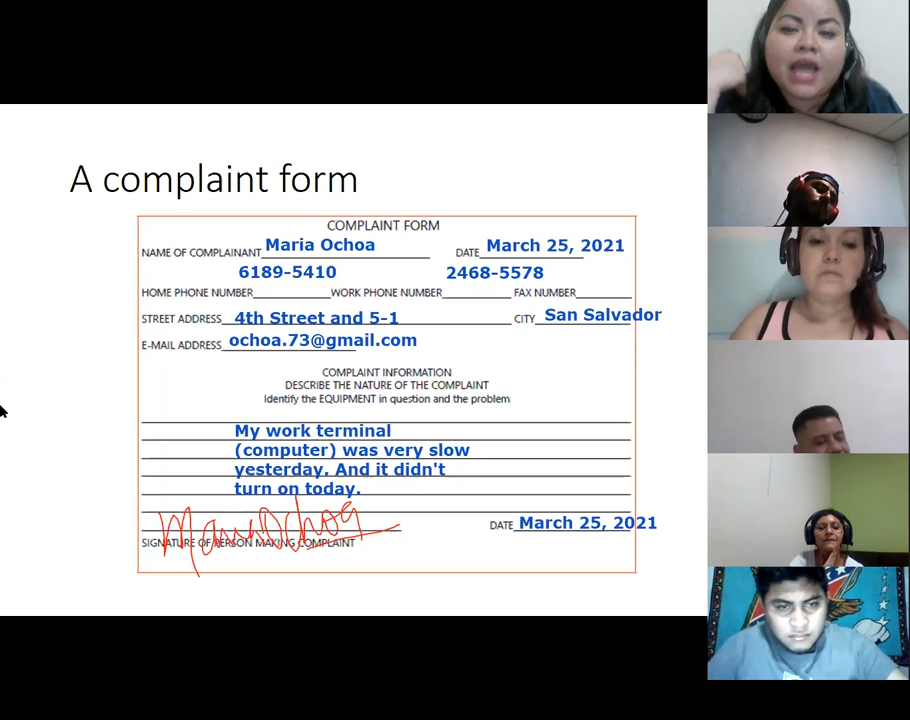 A complaint form
COMPLAINT FORM
NAME OF COMPLAINANT Maria Ochoa DATE March 25, 2021
6189-5410 2468-5578
HOME PHONE NUMBER WORK PHONE NUMBER FAX NUMBER
STREET ADDRESS 4th Street and 5-1 CITY San Salvador
E-MAIL ADDRESS ochoa.73@gmail.com
COMPLAINT INFORMATION
DESCRIBE THE NATURE OF THE COMPLAINT
Identify the EQUIPMENT in question and the problem
My work terminal
(computer) was very slow
yesterday. And it didn't
turn on today.
Maria Ochoa DATE March 25, 2021
SIGNATURE OF PERSON MAKING COMPLAINT